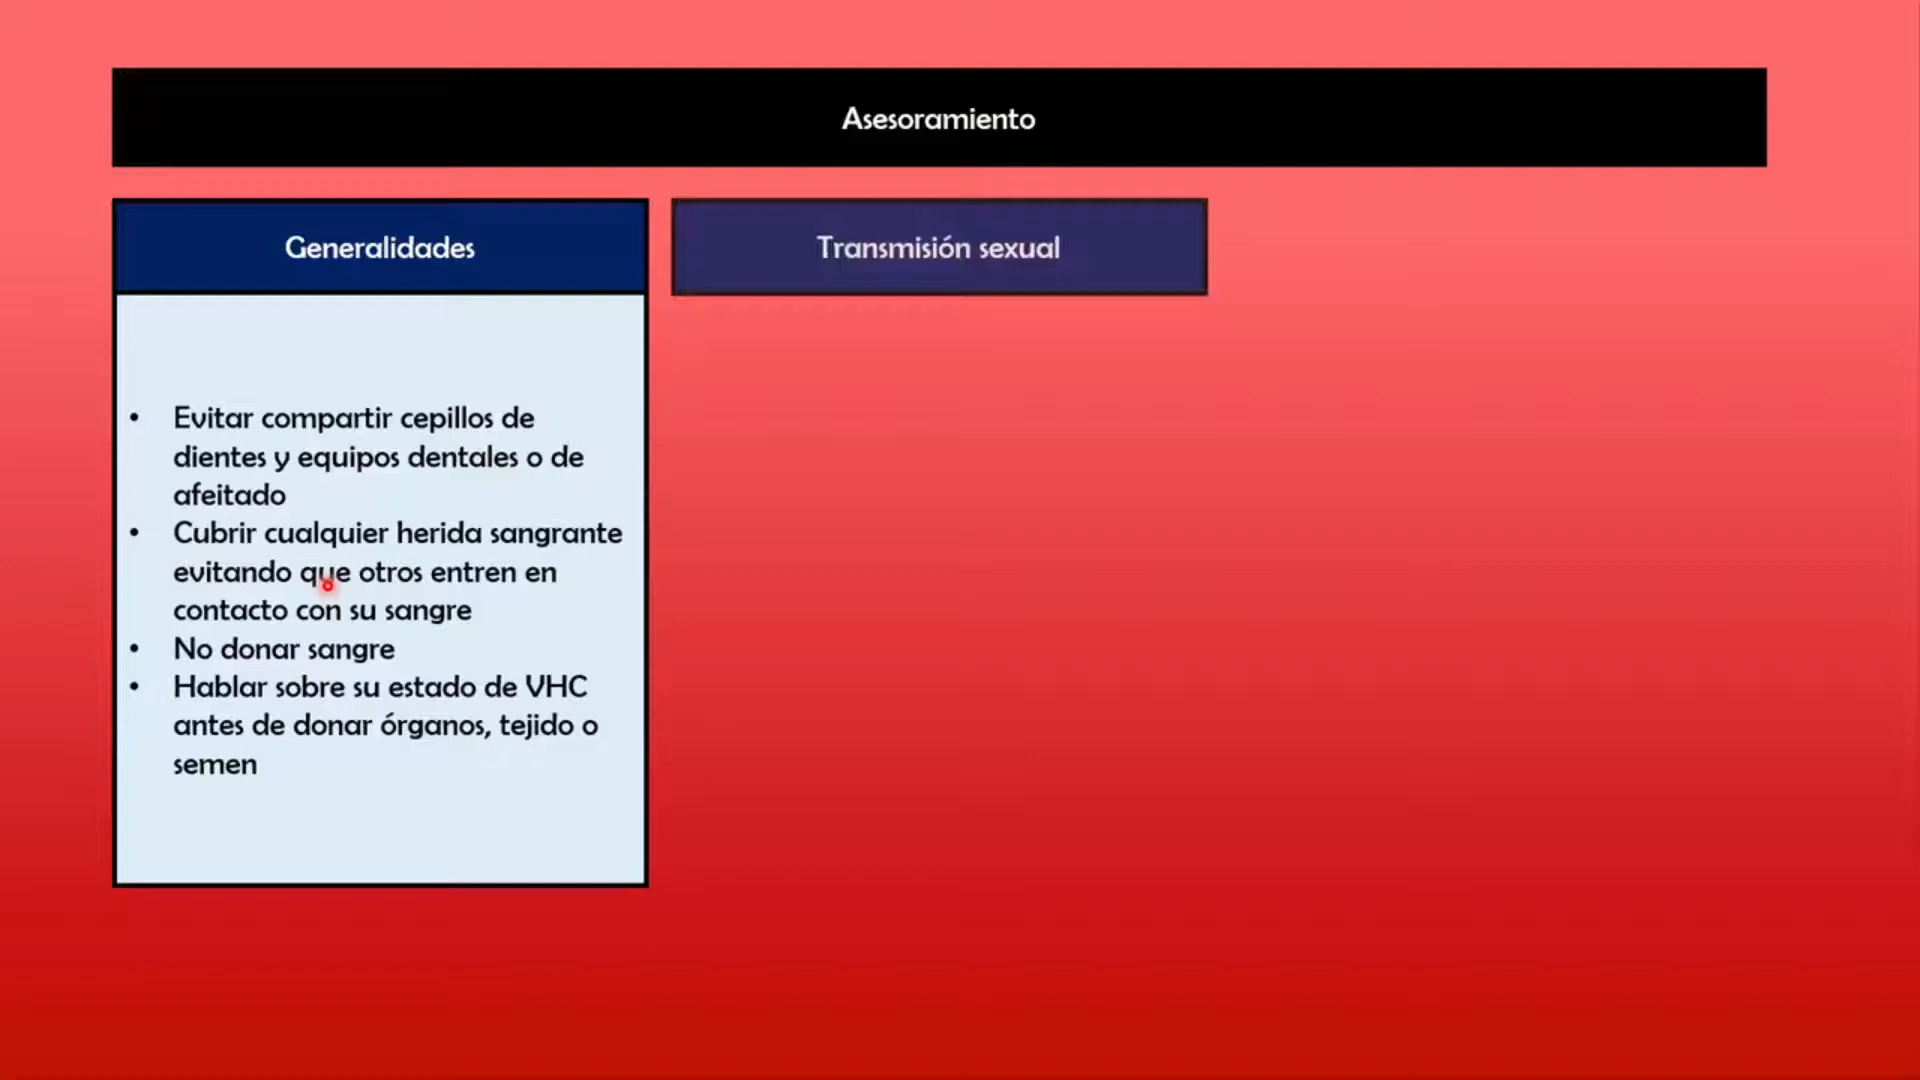 Asesoramiento
Generalidades
Transmisión sexual
• Evitar compartir cepillos de
dientes y equipos dentales o de
afeitado
• Cubrir cualquier herida sangrante
evitando que otros entren en
contacto con su sangre
• No donar sangre
• Hablar sobre su estado de VHC
antes de donar órganos, tejido o
semen